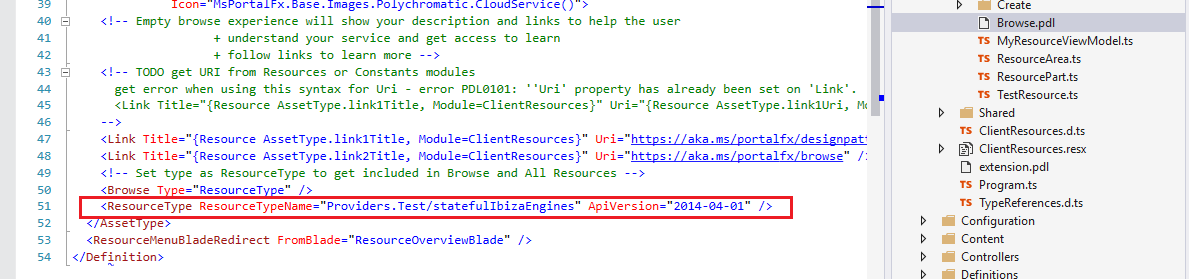 39 Icon="MsPortalFx.Base.Images.Polychromatic.CloudService()">
40 <!-- Empty browse experience will show your description and links to help the user
41 + understand your service and get access to learn
42 + follow links to learn more -->
43 <!-- TODO get URI from Resources or Constants modules
44 get error when using this syntax for Uri - error PDL0101: ''Uri' property has already been set on 'Link'.
45 <Link Title="{Resource AssetType.link1Title, Module=ClientResources}" Uri="{Resource AssetType.link1Uri, Mo
46 -->
47 <Link Title="{Resource AssetType.link1Title, Module=ClientResources}" Uri="https://aka.ms/portalfx/designpat
48 <Link Title="{Resource AssetType.link2Title, Module=ClientResources}" Uri="https://aka.ms/portalfx/browse" /
49 <!-- Set type as ResourceType to get included in Browse and All Resources -->
50 <Browse Type="ResourceType" />
51 <ResourceType ResourceTypeName="Providers.Test/statefulIbizaEngines" ApiVersion="2014-04-01" />
52 </AssetType>
53 <ResourceMenuBladeRedirect FromBlade="ResourceOverviewBlade" />
54 </Definition>
Create
Browse.pdl
TS MyResourceViewModel.ts
TS ResourceArea.ts
TS ResourcePart.ts
TS TestResource.ts
Shared
TS ClientResources.d.ts
ClientResources.resx
extension.pdl
TS Program.ts
TS TypeReferences.d.ts
Configuration
Content
Controllers
Definitions